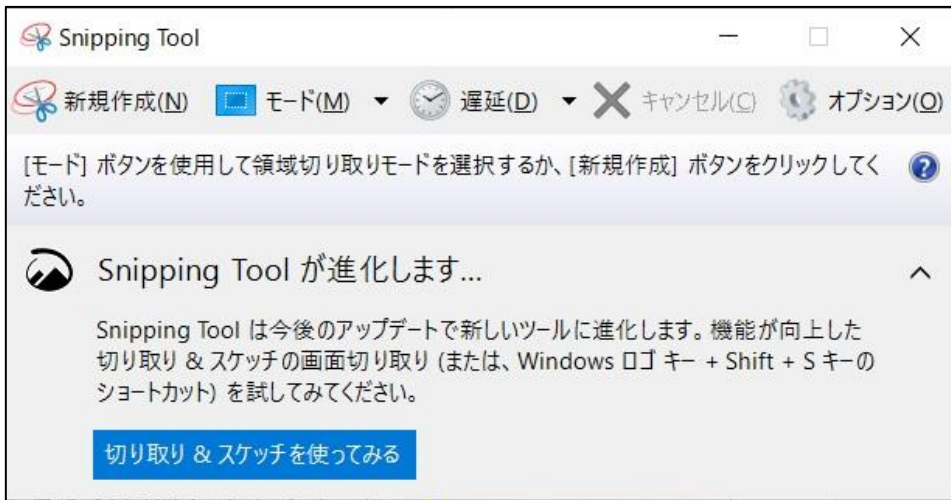 Snipping Tool
新規作成(N) モード(M) 遅延(D) キャンセル(C) オプション(O)
[モード] ボタンを使用して領域切り取りモードを選択するか、[新規作成] ボタンをクリックしてく
ださい。
Snipping Tool が進化します...
Snipping Tool は今後のアップデートで新しいツールに進化します。機能が向上した
切り取り & スケッチの画面切り取り (または、Windows ロゴ キー + Shift + S キーの
ショートカット) を試してみてください。
切り取り & スケッチを使ってみる